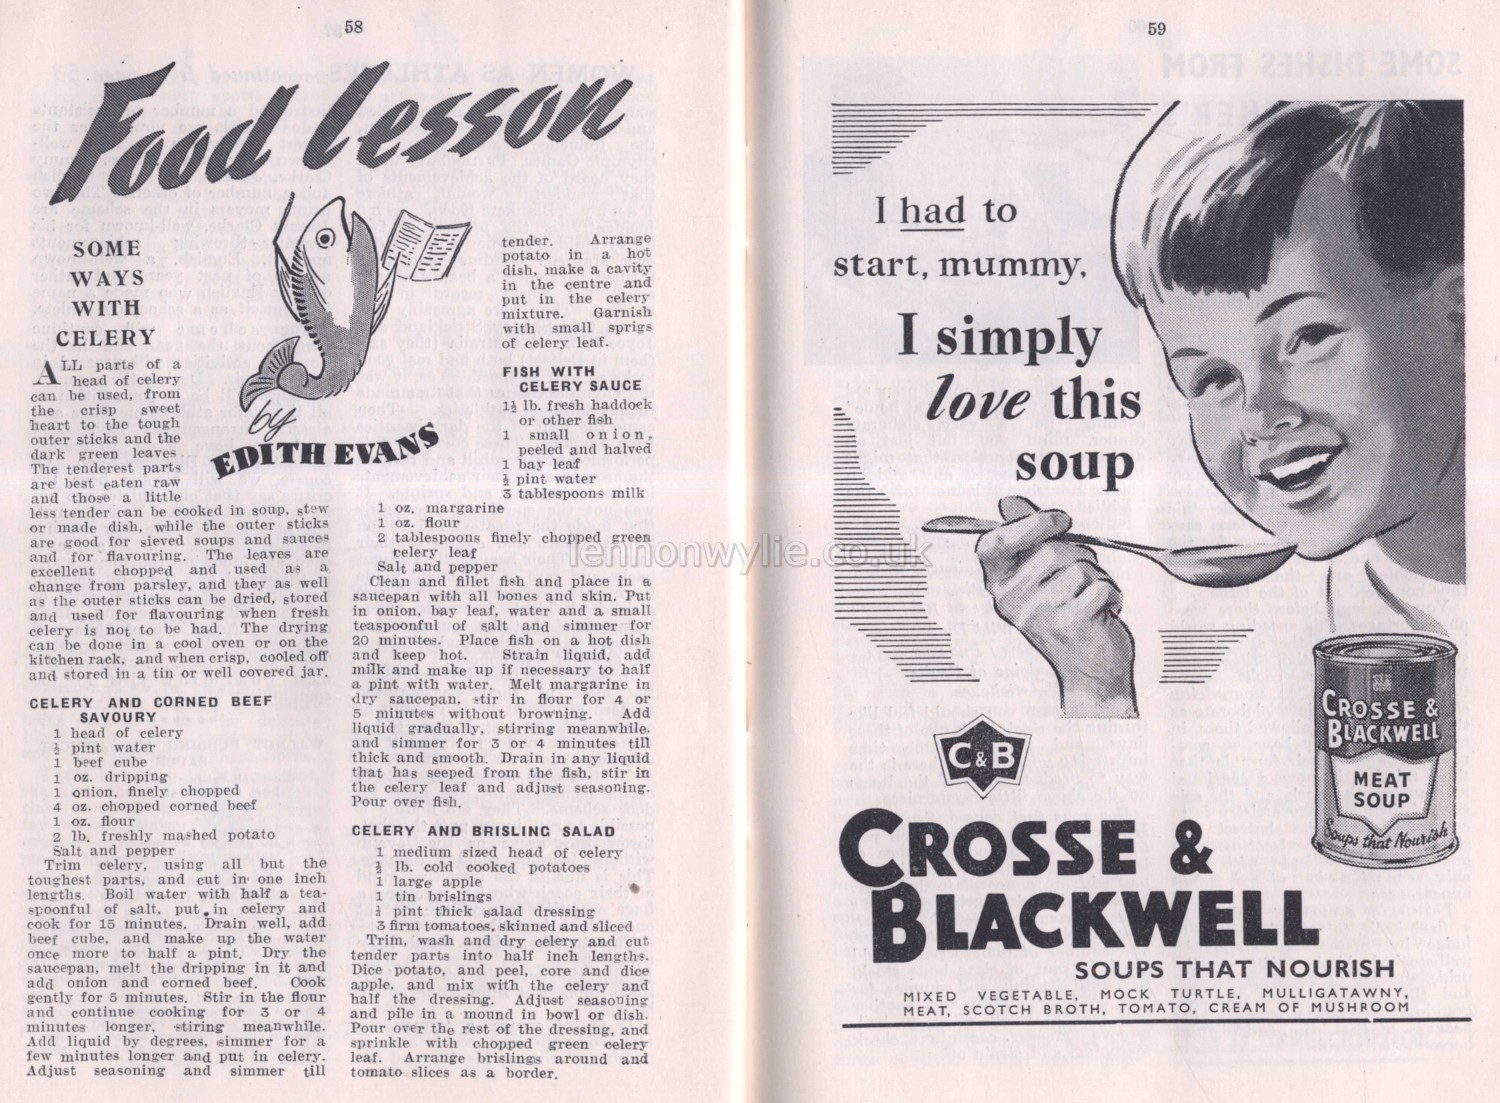 58
Food Lesson
SOME
WAYS
WITH
CELERY
by
EDITH EVANS
ALL parts of a
head of celery
can be used, from
the crisp sweet
heart to the tough
outer sticks and the
dark green leaves
The tenderest parts
are best eaten raw
and those a little
less tender can be cooked in soup, stew
or made dish, while the outer sticks
are good for sieved soups and sauces
and for flavouring. The leaves are
excellent chopped and used as a
change from parsley, and they as well
as the outer sticks can be dried, stored
and used for flavouring when fresh
celery is not to be had. The drying
can be done in a cool oven or on the
kitchen rack, and when crisp, cooled off
and stored in a tin or well covered jar.
CELERY AND CORNED BEEF
SAVOURY
1 head of celery
½ pint water
1 beef cube
1 oz. dripping
1 onion, finely chopped
4 oz. chopped corned beef
1 oz. flour
2 lb. freshly mashed potato
Salt and pepper
Trim celery, using all but the
toughest parts, and cut in one inch
lengths. Boil water with half a tea-
spoonful of salt, put in celery and
cook for 15 minutes. Drain well, add
beef cube, and make up the water
once more to half a pint. Dry the
saucepan, melt the dripping in it and
add onion and corned beef. Cook
gently for 5 minutes. Stir in the flour
and continue cooking for 3 or 4
minutes longer, stiring meanwhile.
Add liquid by degrees, simmer for a
few minutes longer and put in celery.
Adjust seasoning and simmer till
tender. Arrange
potato in a hot
dish, make a cavity
in the centre and
put in the celery
mixture. Garnish
with small sprigs
of celery leaf.
FISH WITH
CELERY SAUCE
1½ lb. fresh haddock
or other fish
1 small onion,
peeled and halved
1 bay leaf
½ pint water
3 tablespoons milk
1 oz. margarine
1 oz. flour
2 tablespoons finely chopped green
celery leaf
Salt and pepper
Clean and fillet fish and place in a
saucepan with all bones and skin. Put
in onion, bay leaf, water and a small
teaspoonful of salt and simmer for
20 minutes. Place fish on a hot dish
and keep hot. Strain liquid, add
milk and make up if necessary to half
a pint with water. Melt margarine in
dry saucepan, stir in flour for 4 or
5 minutes without browning. Add
liquid gradually, stirring meanwhile,
and simmer for 3 or 4 minutes till
thick and smooth. Drain in any liquid
that has seeped from the fish, stir in
the celery leaf and adjust seasoning.
Pour over fish.
CELERY AND BRISLING SALAD
1 medium sized head of celery
½ lb. cold cooked potatoes
1 large apple
1 tin brislings
pint thick salad dressing
3 firm tomatoes, skinned and sliced
Trim, wash and dry celery and cut
tender parts into half inch lengths.
Dice potato, and peel, core and dice
apple, and mix with the celery and
half the dressing. Adjust seasoning
and pile in a mound in bowl or dish.
Pour over the rest of the dressing, and
sprinkle with chopped green celery
leaf. Arrange brislings around and
tomato slices as a border.
59
I had to
start, mummy,
I simply
love this
soup
lennonwylie.co.uk
CROSSE &
BLACKWELL
MEAT
SOUP
Soups that Nourish
C&B
CROSSE &
BLACKWELL
SOUPS THAT NOURISH
MIXED VEGETABLE, MOCK TURTLE, MULLIGATAWNY,
MEAT, SCOTCH BROTH, TOMATO, CREAM OF MUSHROOM